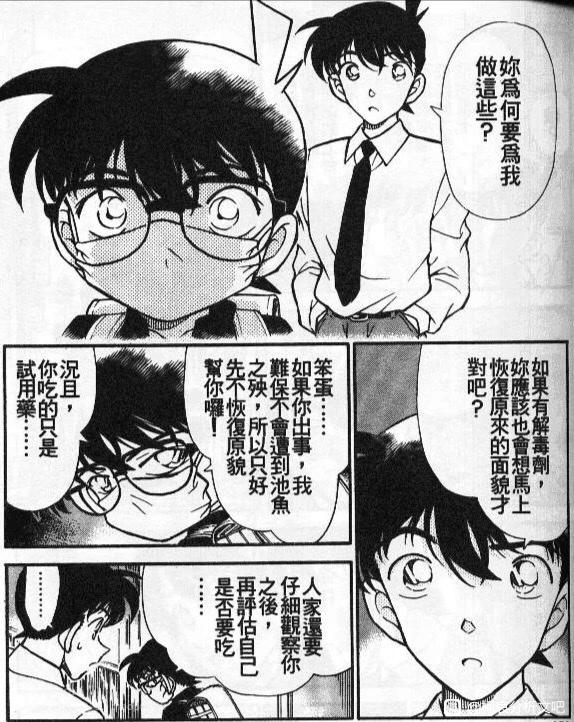 妳為何要為我
做這些?
如果有解毒劑,
妳應該也會想馬上
恢復原來的面貌才
對吧?
笨蛋……
如果你出事,我
難保不會遭到池魚
之殃,所以只好
先不恢復原貌
幫你囉!
況且,
你吃的只是
試用藥……
人家還要
仔細觀察你
之後,
再評估自己
是否要吃
……
………